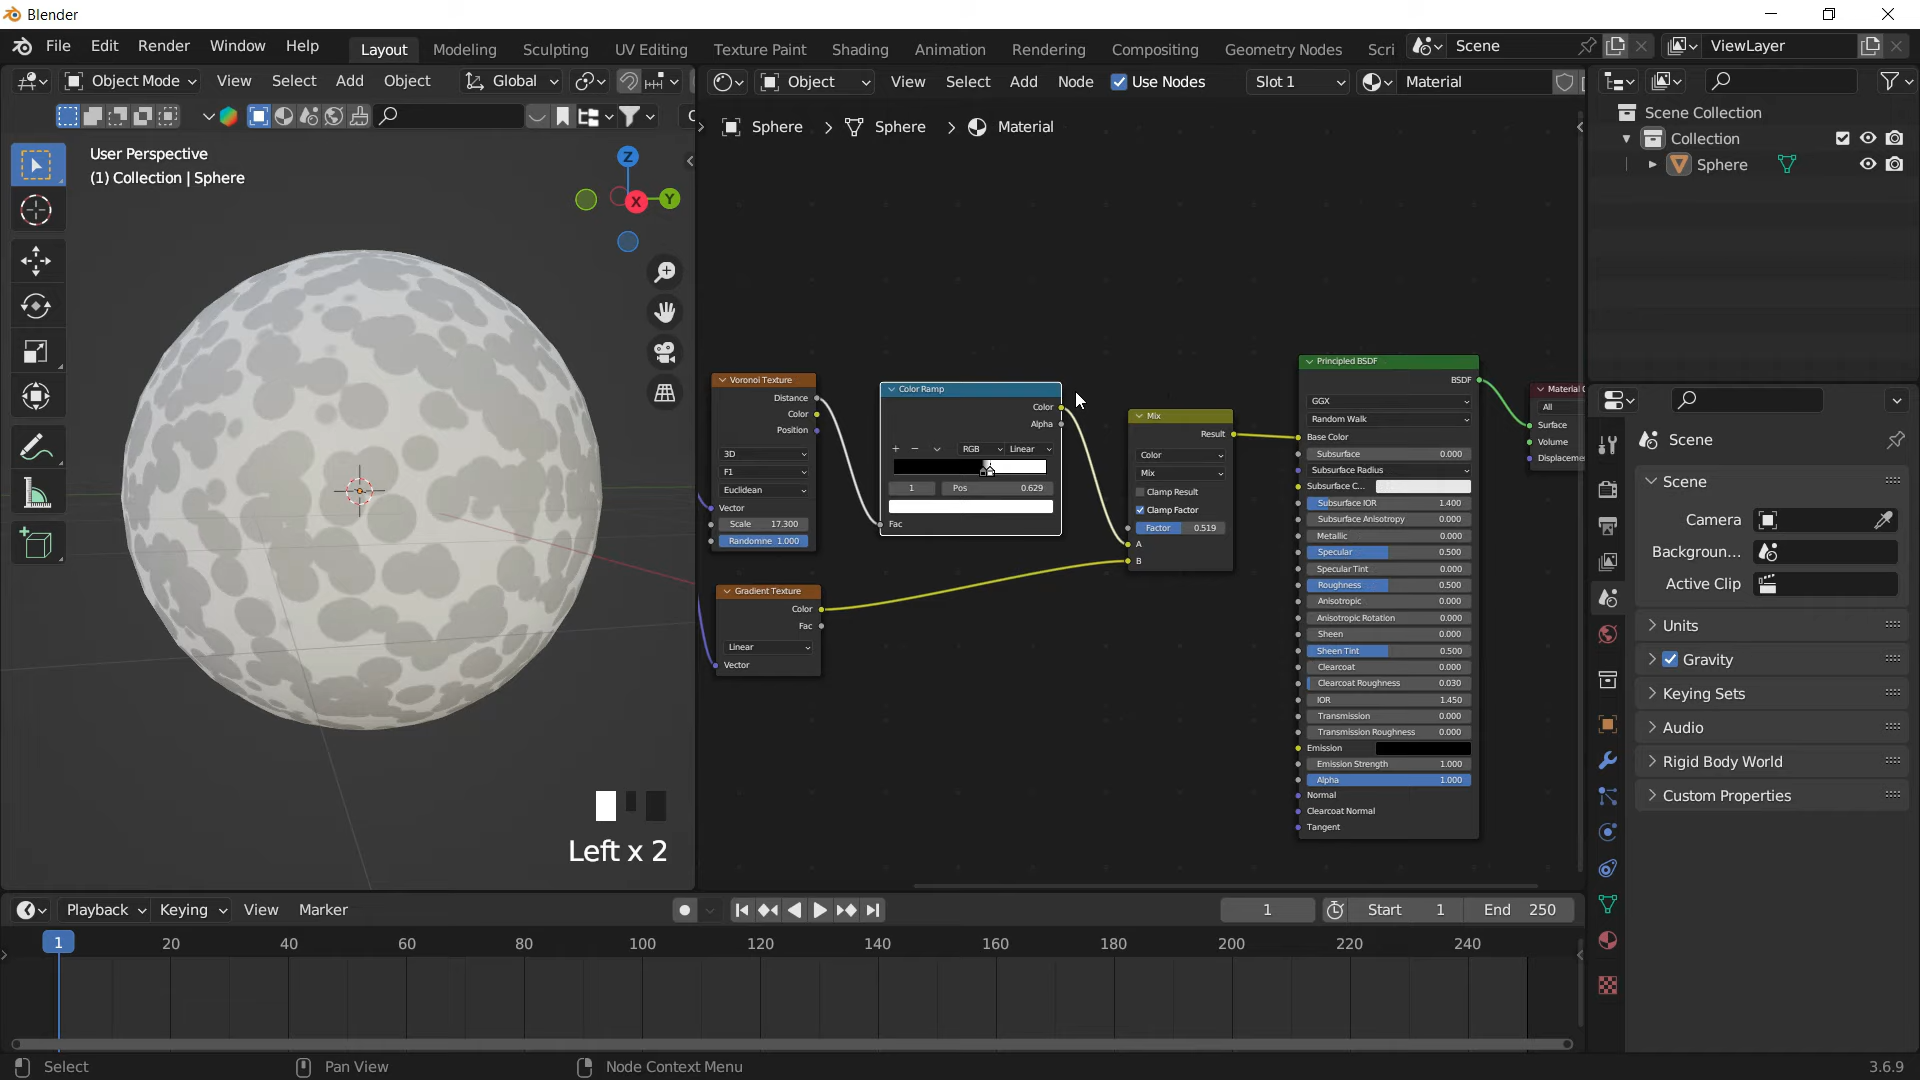 Blender
File Edit Render Window Help Layout Modeling Sculpting UV Editing Texture Paint Shading Animation Rendering Compositing Geometry Nodes Scri Scene ViewLayer
Object Mode View Select Add Object Global
Object View Select Add Node Use Nodes Slot 1 Material
User Perspective
(1) Collection | Sphere
Z
X
Y
Left x 2
Sphere > Sphere > Material
Voronoi Texture
Distance
Color
Position
3D
F1
Euclidean
Vector
Scale 17.300
Randomne 1.000
Gradient Texture
Color
Fac
Linear
Vector
Color Ramp
Color
Alpha
RGB Linear
1 Pos 0.629
Fac
Mix
Result
Color
Mix
Clamp Result
Clamp Factor
Factor 0.519
A
B
Principled BSDF
BSDF
GGX
Random Walk
Base Color
Subsurface 0.000
Subsurface Radius
Subsurface C...
Subsurface IOR 1.400
Subsurface Anisotropy 0.000
Metallic 0.000
Specular 0.500
Specular Tint 0.000
Roughness 0.500
Anisotropic 0.000
Anisotropic Rotation 0.000
Sheen 0.000
Sheen Tint 0.500
Clearcoat 0.000
Clearcoat Roughness 0.030
IOR 1.450
Transmission 0.000
Transmission Roughness 0.000
Emission
Emission Strength 1.000
Alpha 1.000
Normal
Clearcoat Normal
Tangent
Material O
All
Surface
Volume
Displaceme
Scene Collection
Collection
Sphere
Scene
Scene
Camera
Backgroun...
Active Clip
Units
Gravity
Keying Sets
Audio
Rigid Body World
Custom Properties
Playback Keying View Marker 1 Start 1 End 250
1 20 40 60 80 100 120 140 160 180 200 220 240
Select Pan View Node Context Menu 3.6.9